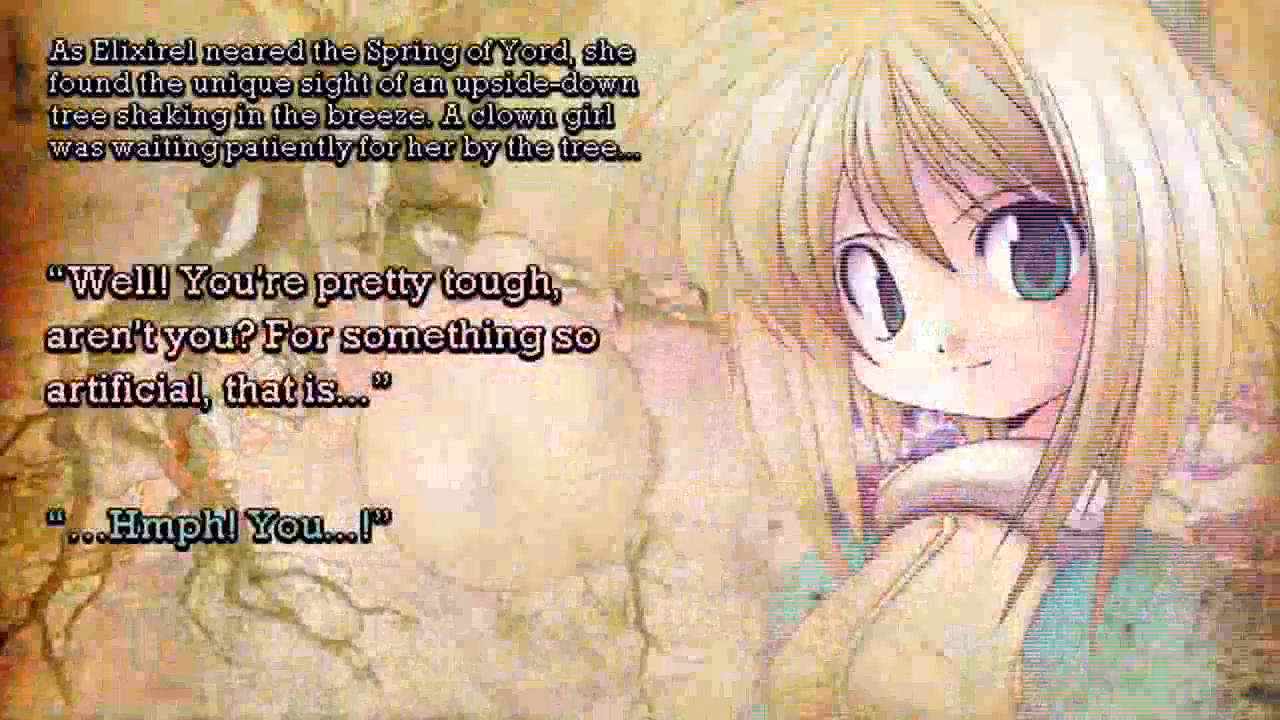 As Elixirel neared the Spring of Yord, she
found the unique sight of an upside-down
tree shaking in the breeze. A clown girl
was waiting patiently for her by the tree...
“Well! You're pretty tough,
aren't you? For something so
artificial, that is...”
“...Hmph! You...!”